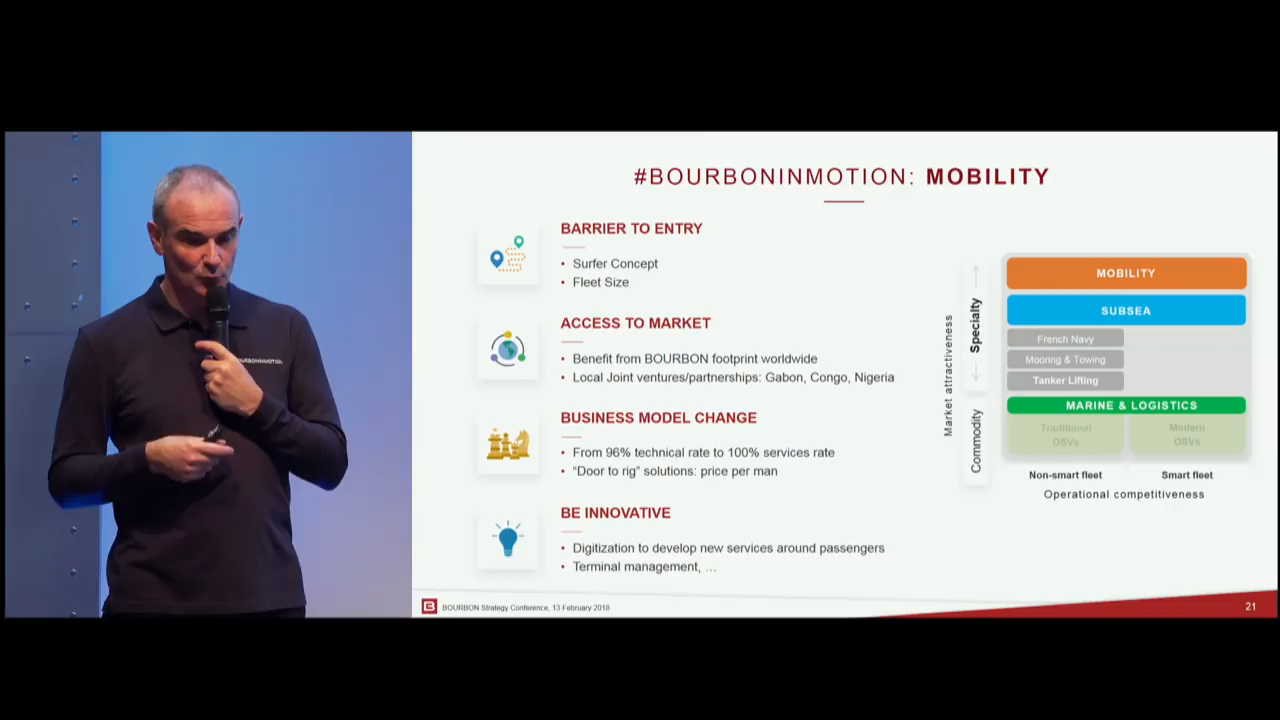 #BOURBONINMOTION: MOBILITY
BARRIER TO ENTRY
• Surfer Concept
• Fleet Size
ACCESS TO MARKET
• Benefit from BOURBON footprint worldwide
• Local Joint ventures/partnerships: Gabon, Congo, Nigeria
BUSINESS MODEL CHANGE
• From 96% technical rate to 100% services rate
• “Door to rig” solutions: price per man
BE INNOVATIVE
• Digitization to develop new services around passengers
• Terminal management, …
Market attractiveness
Specialty
Commodity
MOBILITY
SUBSEA
French Navy
Mooring & Towing
Tanker Lifting
MARINE & LOGISTICS
Traditional
OSVs
Modern
OSVs
Non-smart fleet
Smart fleet
Operational competitiveness
BOURBON Strategy Conference, 13 February 2018
21
BOURBONINMOTION